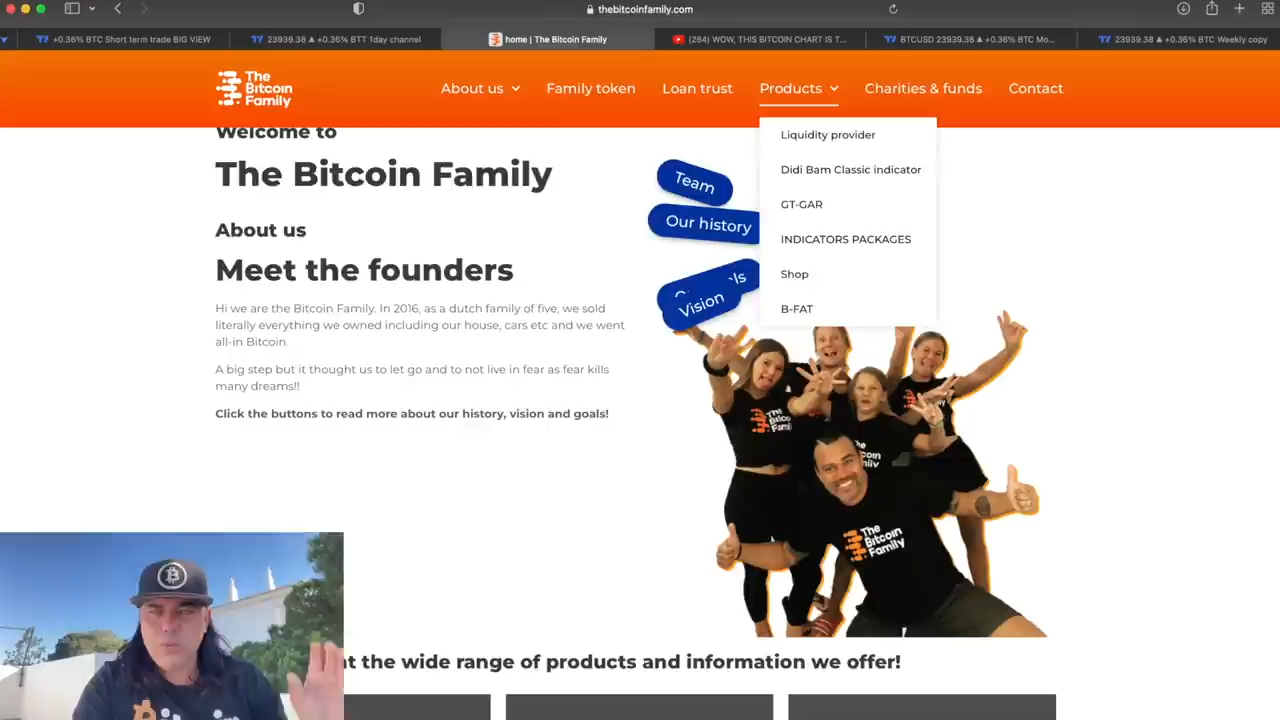 thebitcoinfamily.com
+0.36% BTC Short term trade BIG VIEW
23939.38 ▲ +0.36% BTT 1day channel
home | The Bitcoin Family
(284) WOW, THIS BITCOIN CHART IS T...
BTCUSD 23939.38 ▲ +0.36% BTC Mo...
23939.38 ▲ +0.36% BTC Weekly copy
The
Bitcoin
Family
About us
Family token
Loan trust
Products
Charities & funds
Contact
Liquidity provider
Didi Bam Classic indicator
GT-GAR
INDICATORS PACKAGES
Shop
B-FAT
Welcome to
The Bitcoin Family
About us
Meet the founders
Hi we are the Bitcoin Family. In 2016, as a dutch family of five, we sold
literally everything we owned including our house, cars etc and we went
all-in Bitcoin.
A big step but it thought us to let go and to not live in fear as fear kills
many dreams!!
Click the buttons to read more about our history, vision and goals!
Team
Our history
Vision
The
Bitcoin
Family
at the wide range of products and information we offer!